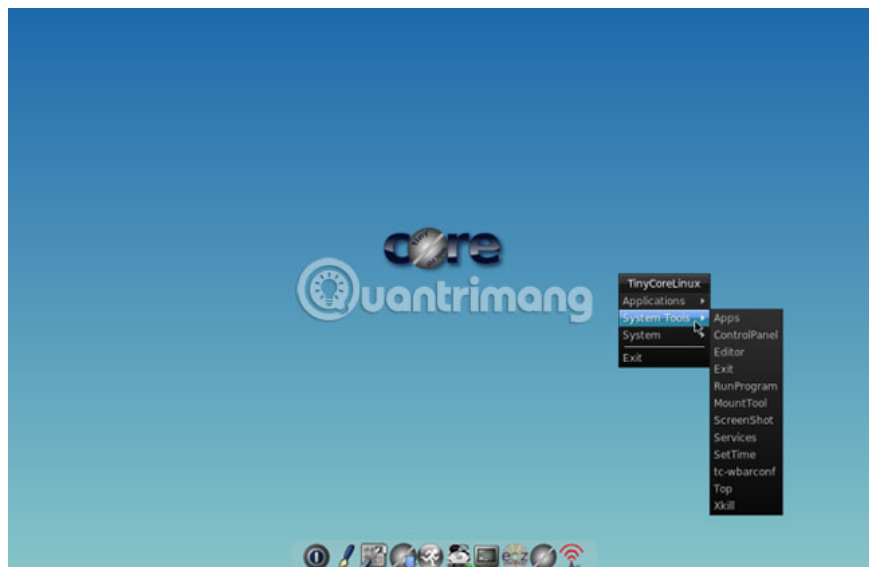 core
Quantrimang
TinyCoreLinux
Applications
System Tools
System
Exit
Apps
ControlPanel
Editor
Exit
RunProgram
MountTool
ScreenShot
Services
SetTime
tc-wbarconf
Top
Xkill